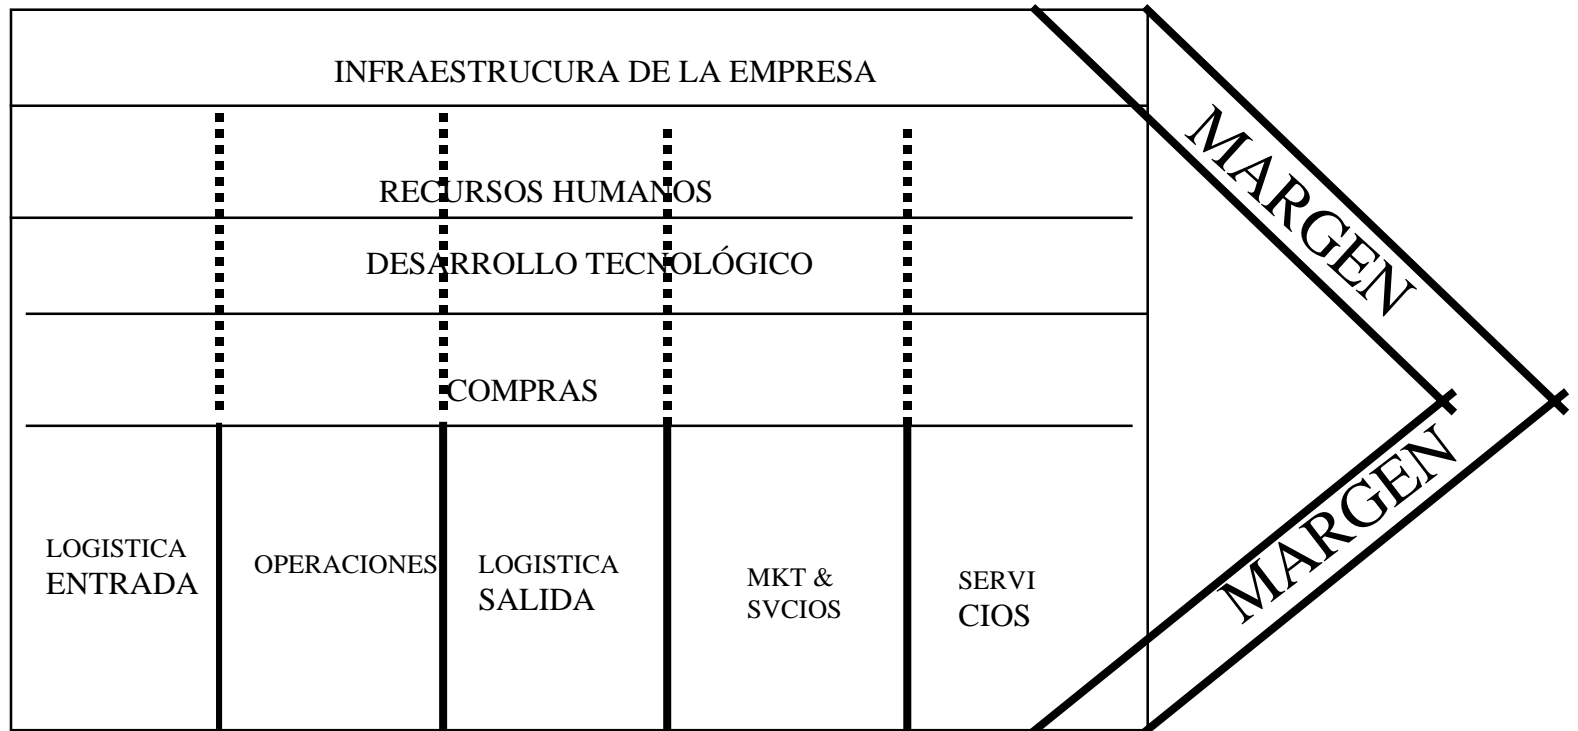 INFRAESTRUCURA DE LA EMPRESA
RECURSOS HUMANOS
DESARROLLO TECNOLÓGICO
COMPRAS
LOGISTICA
ENTRADA
OPERACIONES
LOGISTICA
SALIDA
MKT &
SVCIOS
SERVI
CIOS
MARGEN
MARGEN